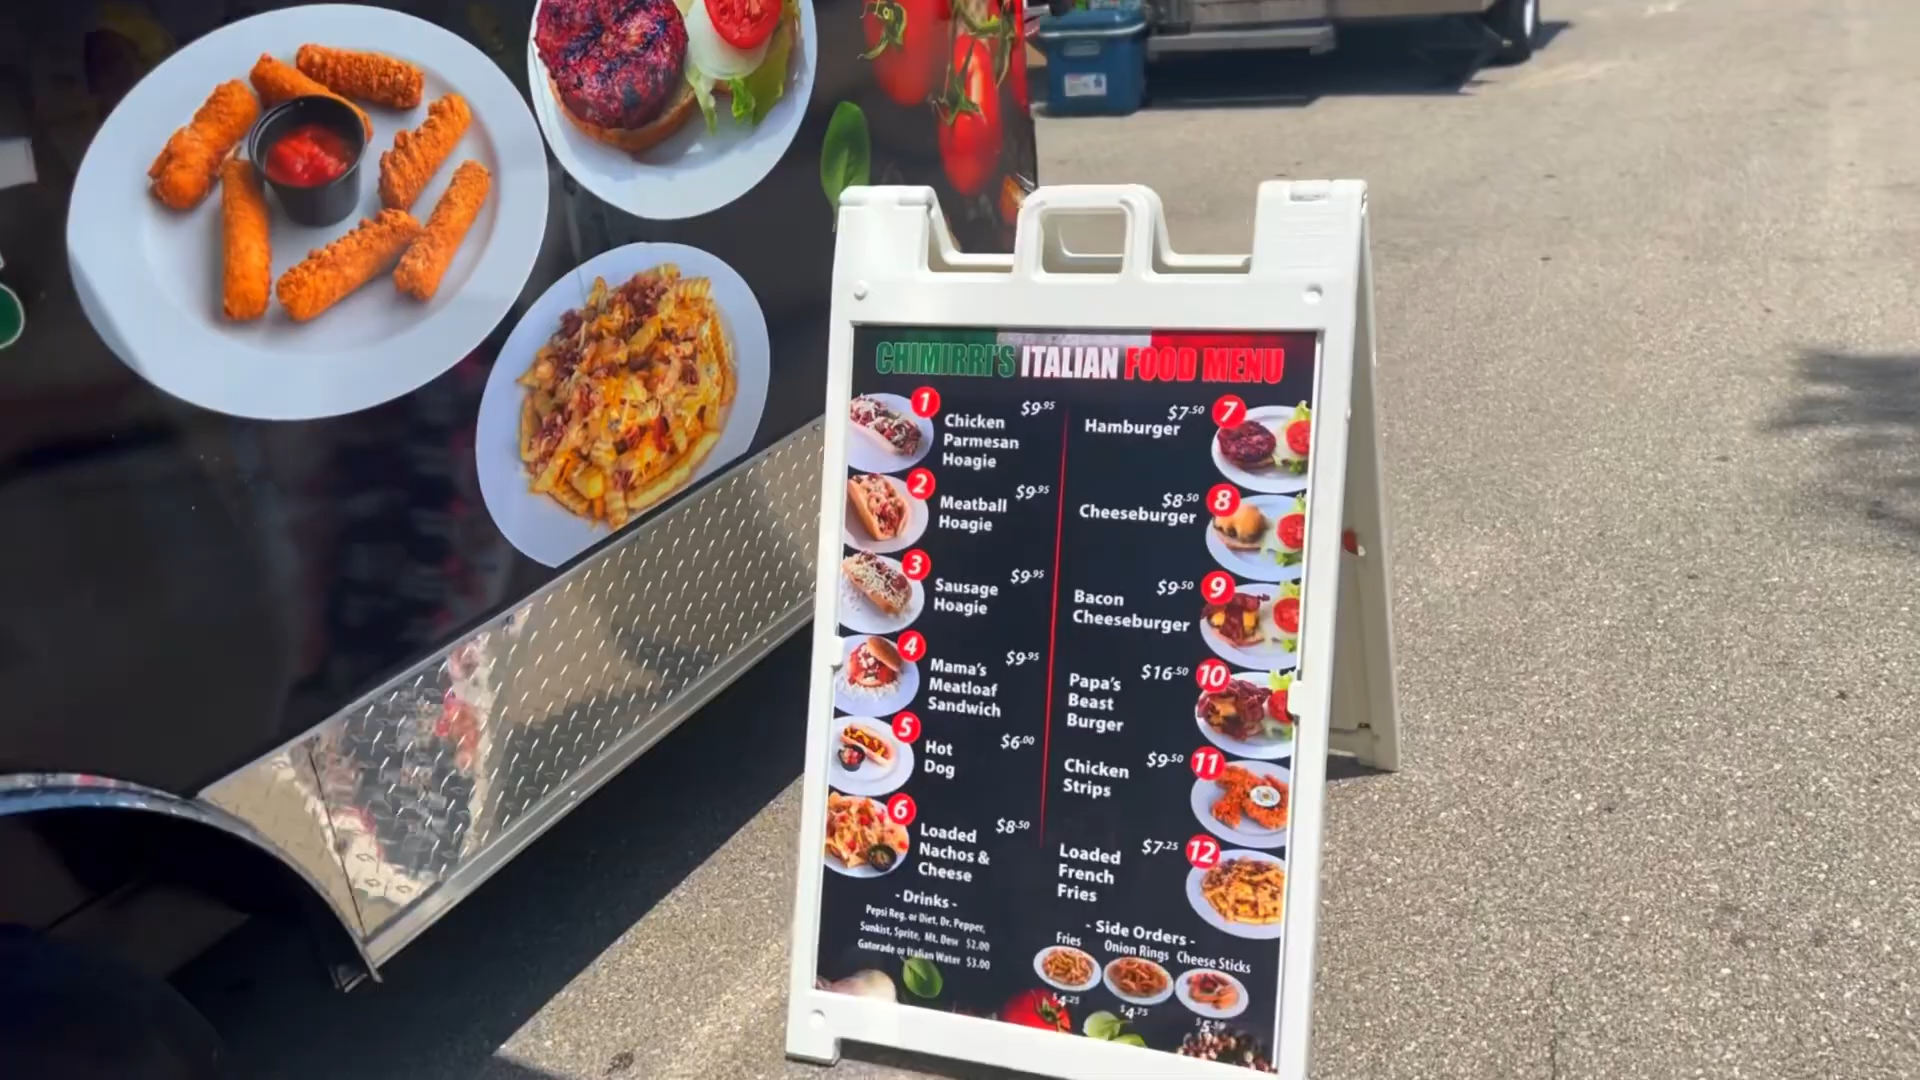 CHIMIRRI'S ITALIAN FOOD MENU
1
$9.95
Chicken
Parmesan
Hoagie
2
$9.95
Meatball
Hoagie
3
$9.95
Sausage
Hoagie
4
$9.95
Mama's
Meatloaf
Sandwich
5
$6.00
Hot
Dog
6
$8.50
Loaded
Nachos &
Cheese
- Drinks -
Pepsi Reg. or Diet, Dr. Pepper,
Sunkist, Sprite, Mt. Dew $2.00
Gatorade or Italian Water $3.00
$7.50 7
Hamburger
$8.50 8
Cheeseburger
$9.50 9
Bacon
Cheeseburger
$16.50 10
Papa's
Beast
Burger
$9.50 11
Chicken
Strips
$7.25 12
Loaded
French
Fries
- Side Orders -
Fries Onion Rings Cheese Sticks
$4.25 $4.75